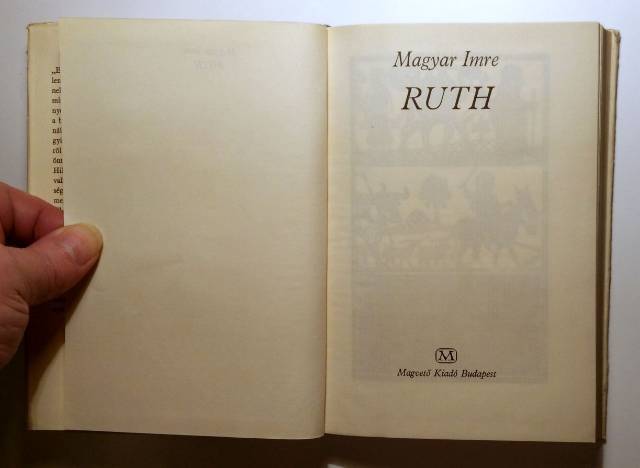 Magyar Imre
RUTH
M
Magvető Kiadó Budapest